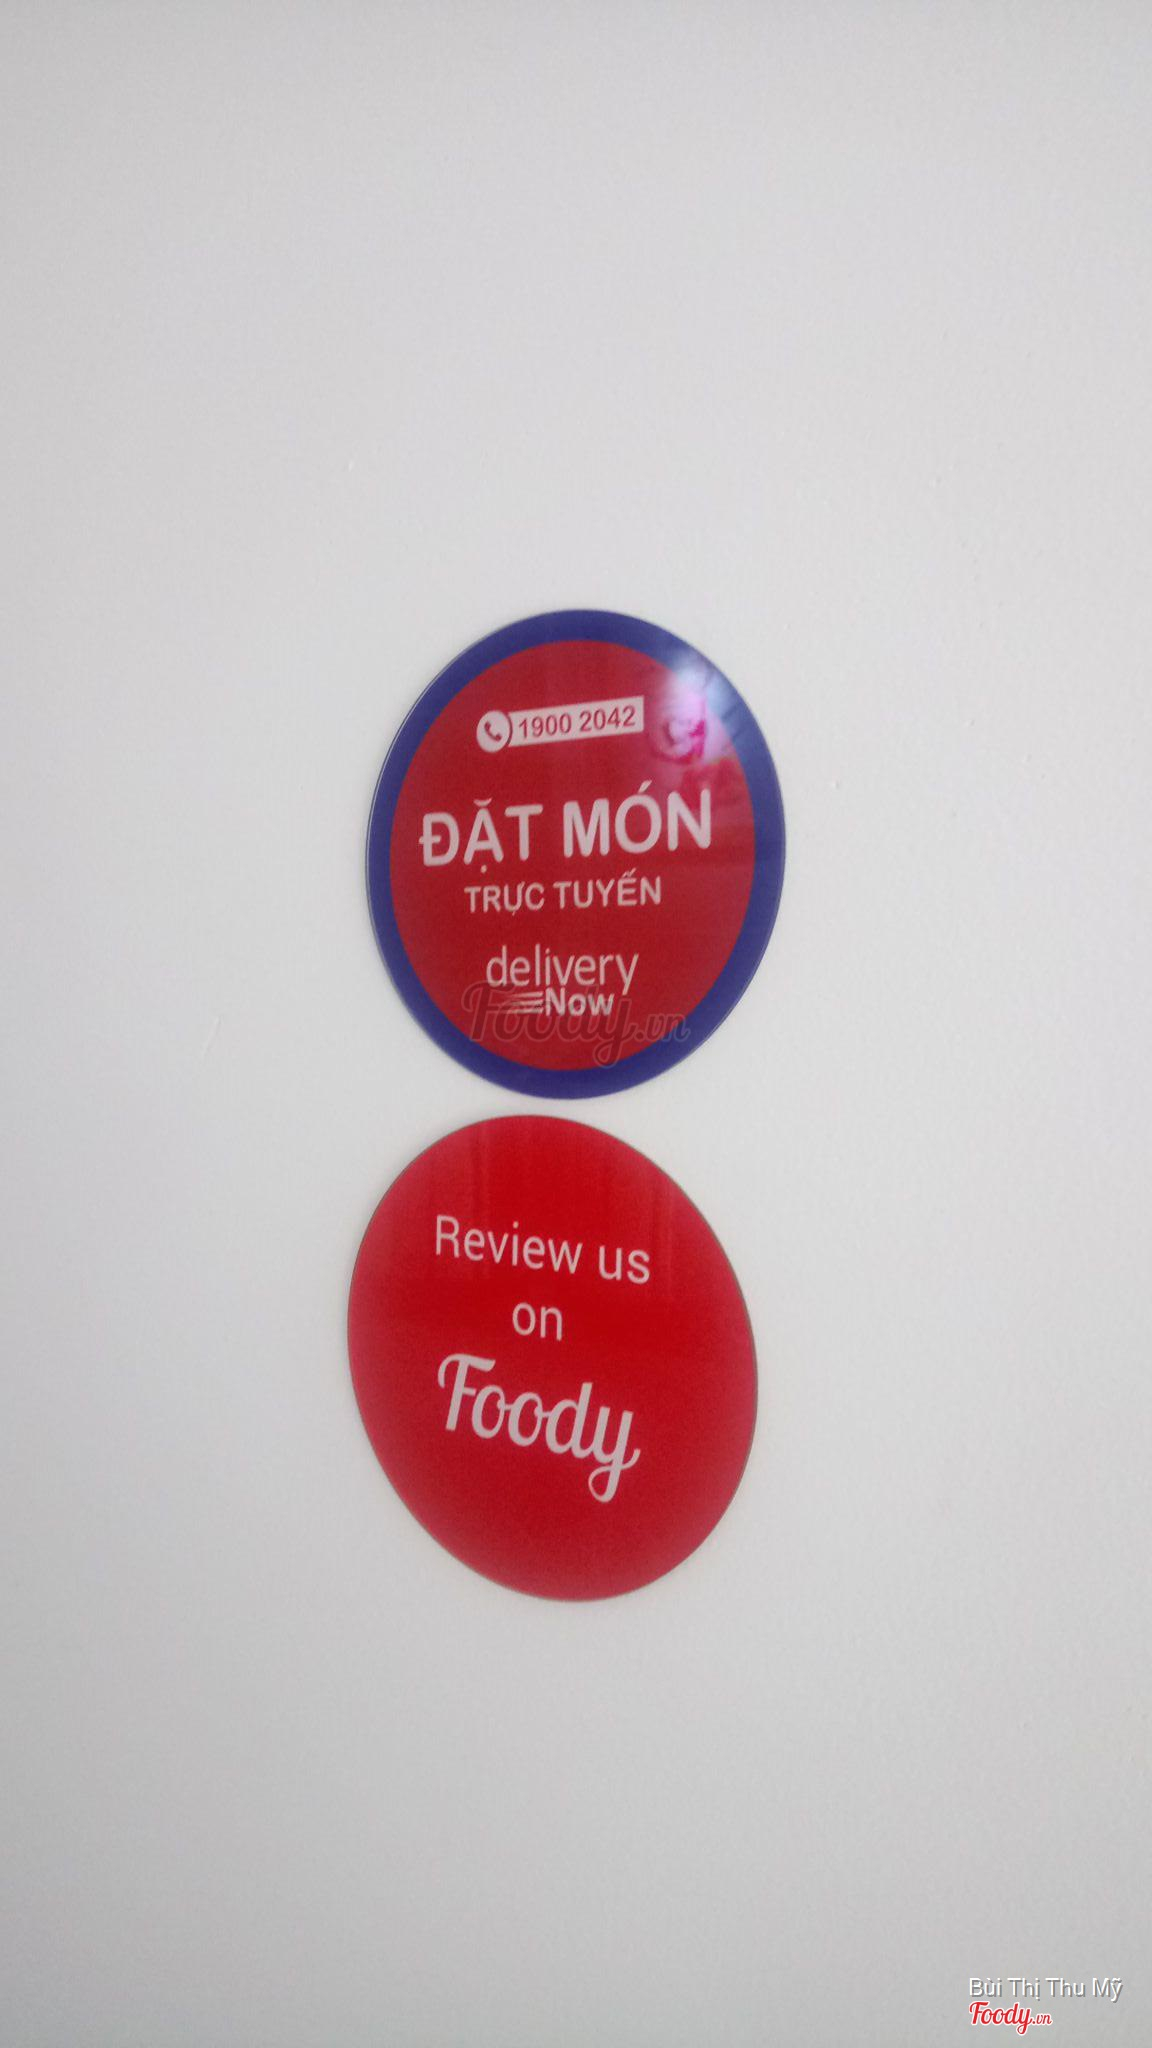 1900 2042
ĐẶT MÓN
TRỰC TUYẾN
delivery
Now
Foody.vn
Review us
on
Foody
Bùi Thị Thu Mỹ
Foody.vn